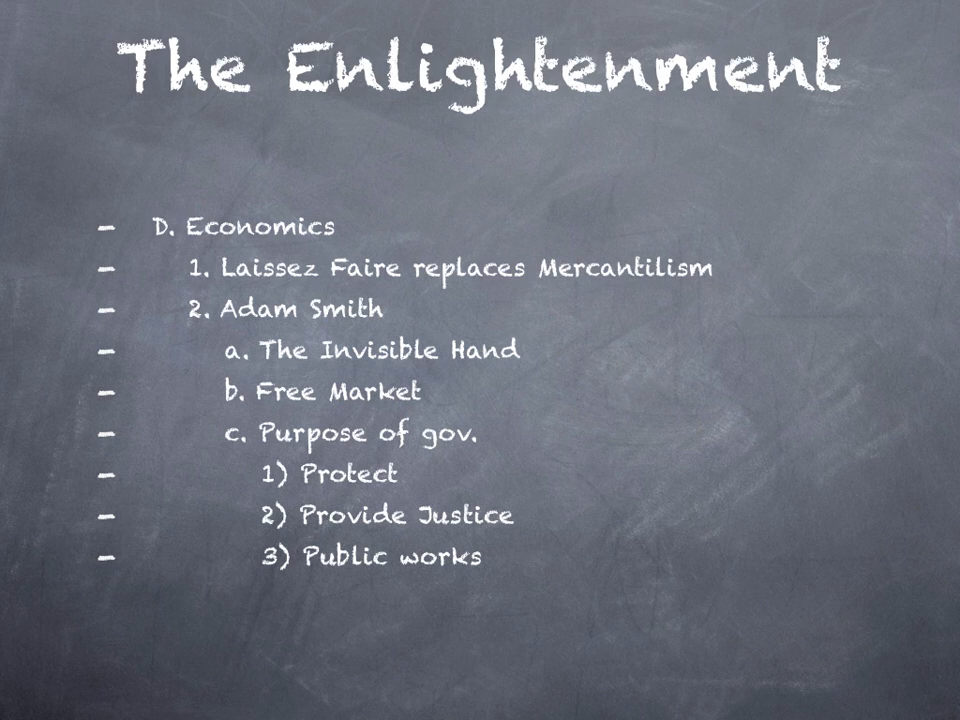 The Enlightenment
- D. Economics
- 1. Laissez Faire replaces Mercantilism
- 2. Adam Smith
- a. The Invisible Hand
- b. Free Market
- c. Purpose of gov.
- 1) Protect
- 2) Provide Justice
- 3) Public works